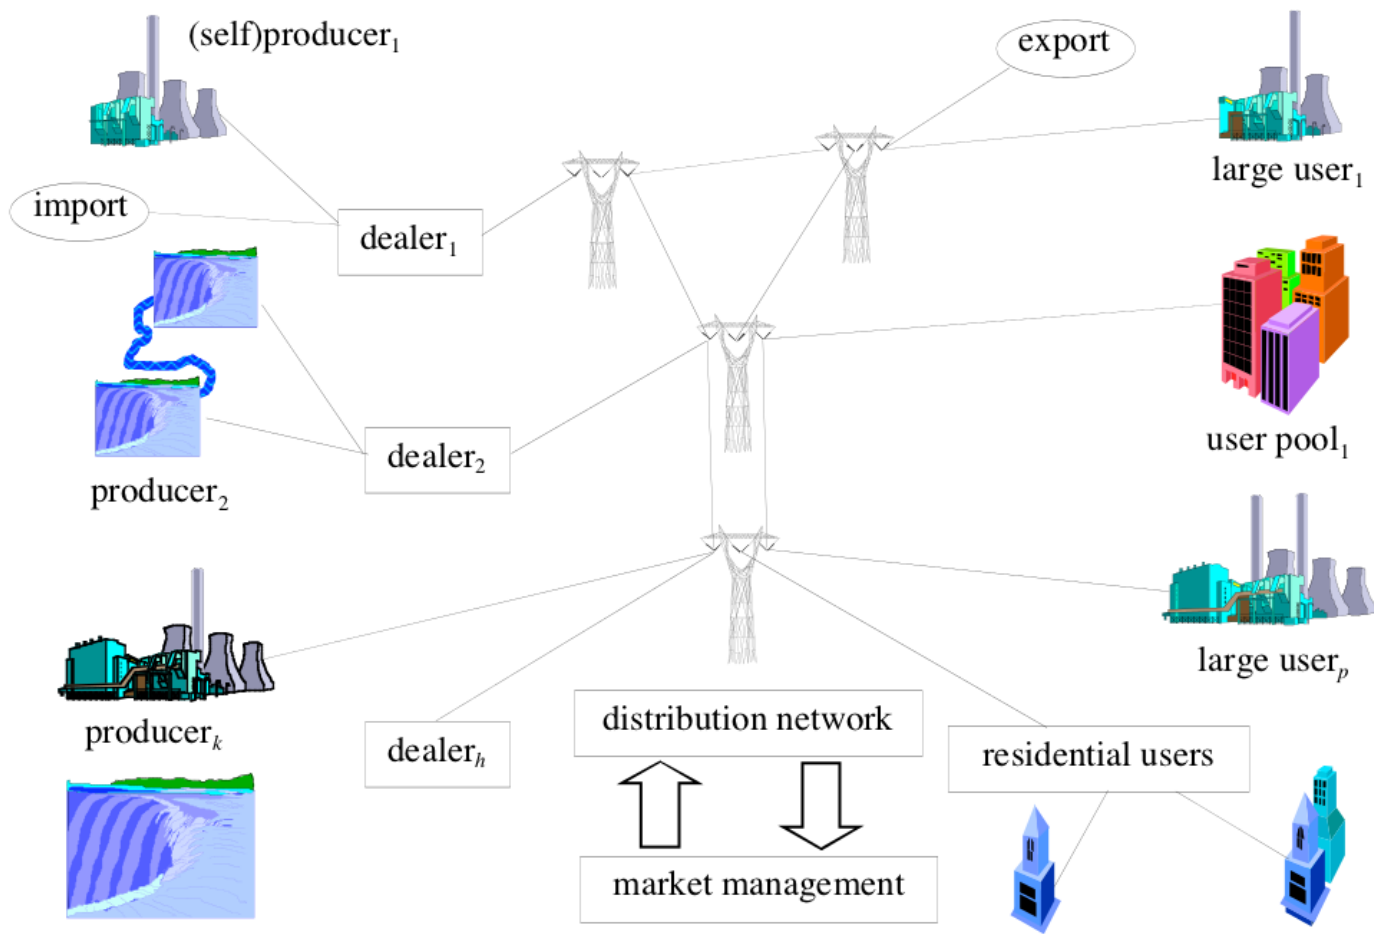 (self)producer₁
export
import
large user₁
dealer₁
user pool₁
dealer₂
producer₂
large userₚ
producerₖ
distribution network
dealerₕ
residential users
market management